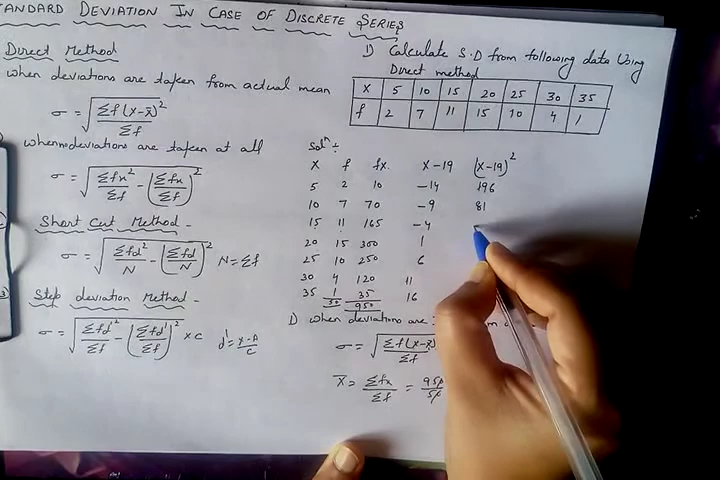 STANDARD DEVIATION IN CASE OF DISCRETE SERIES
Direct Method
when deviations are taken from actual mean
σ = √(Σf(x-x̄)² / Σf)
when no deviations are taken at all
σ = √(Σfx²/Σf - (Σfx/Σf)²)
Short Cut Method -
σ = √(Σfd²/N - (Σfd/N)²) N = Σf
Step deviation Method -
σ = √(Σfd'²/Σf - (Σfd'/Σf)²) × C d' = x-A/C
1) Calculate S.D from following data Using
Direct method
X 5 10 15 20 25 30 35
f 2 7 11 15 10 4 1
Solⁿ ÷
X f fx X-19 (X-19)²
5 2 10 -14 196
10 7 70 -9 81
15 11 165 -4
20 15 300 1
25 10 250 6
30 4 120 11
35 1 35 16
50 950
1) when deviations are
σ = √(Σf(x-x̄) / Σf
x̄ = Σfx/Σf = 950/50